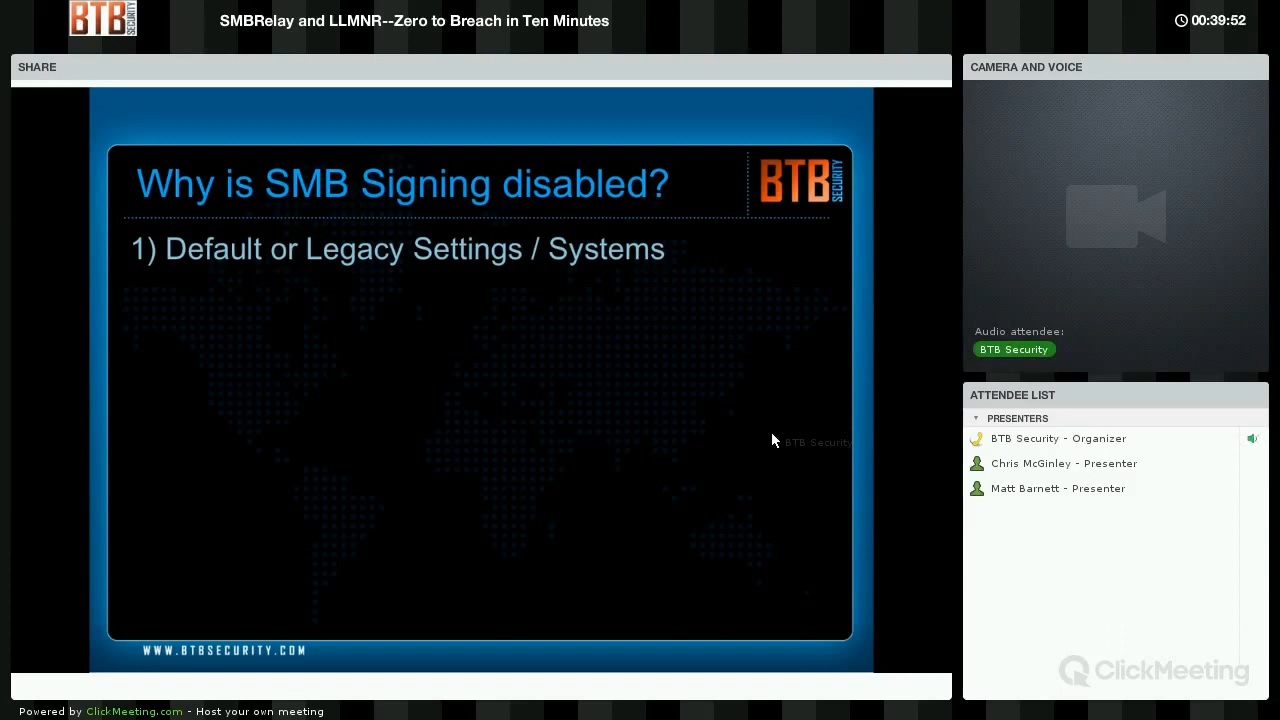 BTB SECURITY
SMBRelay and LLMNR--Zero to Breach in Ten Minutes
00:39:52
SHARE
Why is SMB Signing disabled?
BTB SECURITY
1) Default or Legacy Settings / Systems
BTB Security
WWW.BTBSECURITY.COM
CAMERA AND VOICE
Audio attendee:
BTB Security
ATTENDEE LIST
PRESENTERS
BTB Security - Organizer
Chris McGinley - Presenter
Matt Barnett - Presenter
ClickMeeting
Powered by ClickMeeting.com - Host your own meeting